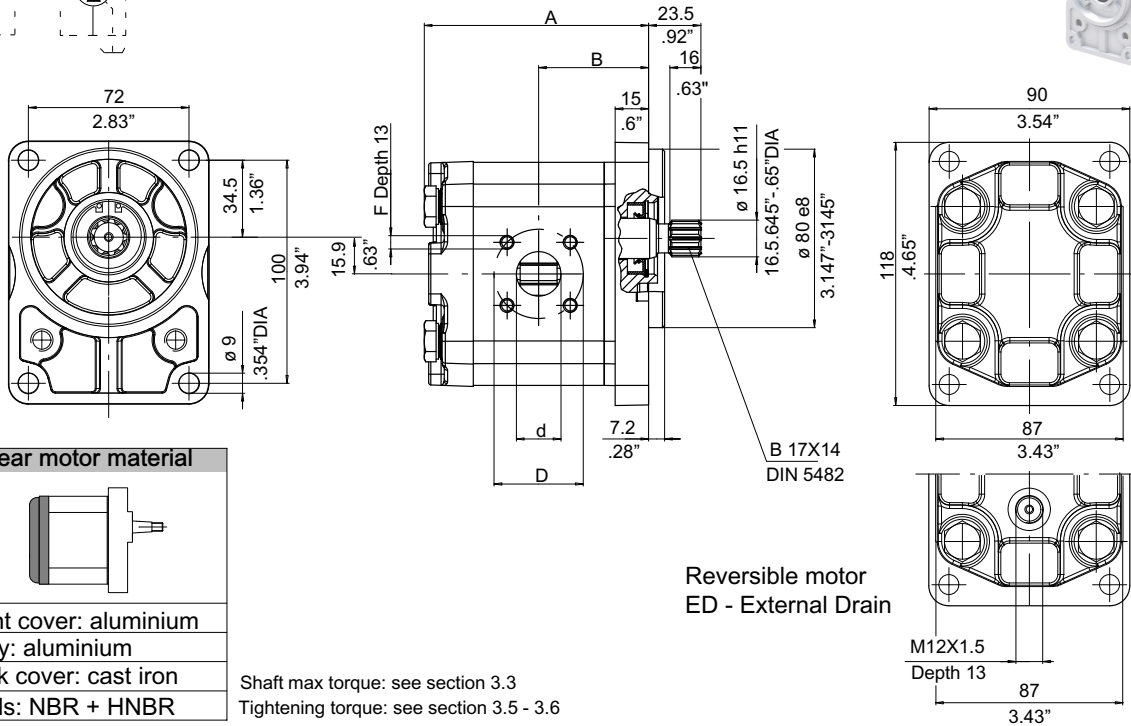 72
2.83”
34.5
1.36”
100
3.94”
ø 9
.354”DIA
A
23.5
.92”
B
16
.63”
15
.6”
F Depth 13
15.9
.63”
ø 16.5 h11
16.5.645”-.65”DIA
ø 80 e8
3.147”-3145”
d
D
7.2
.28”
B 17X14
DIN 5482
90
3.54”
118
4.65”
87
3.43”
Reversible motor
ED - External Drain
M12X1.5
Depth 13
87
3.43”
ear motor material
nt cover: aluminium
y: aluminium
k cover: cast iron
ls: NBR + HNBR
Shaft max torque: see section 3.3
Tightening torque: see section 3.5 - 3.6